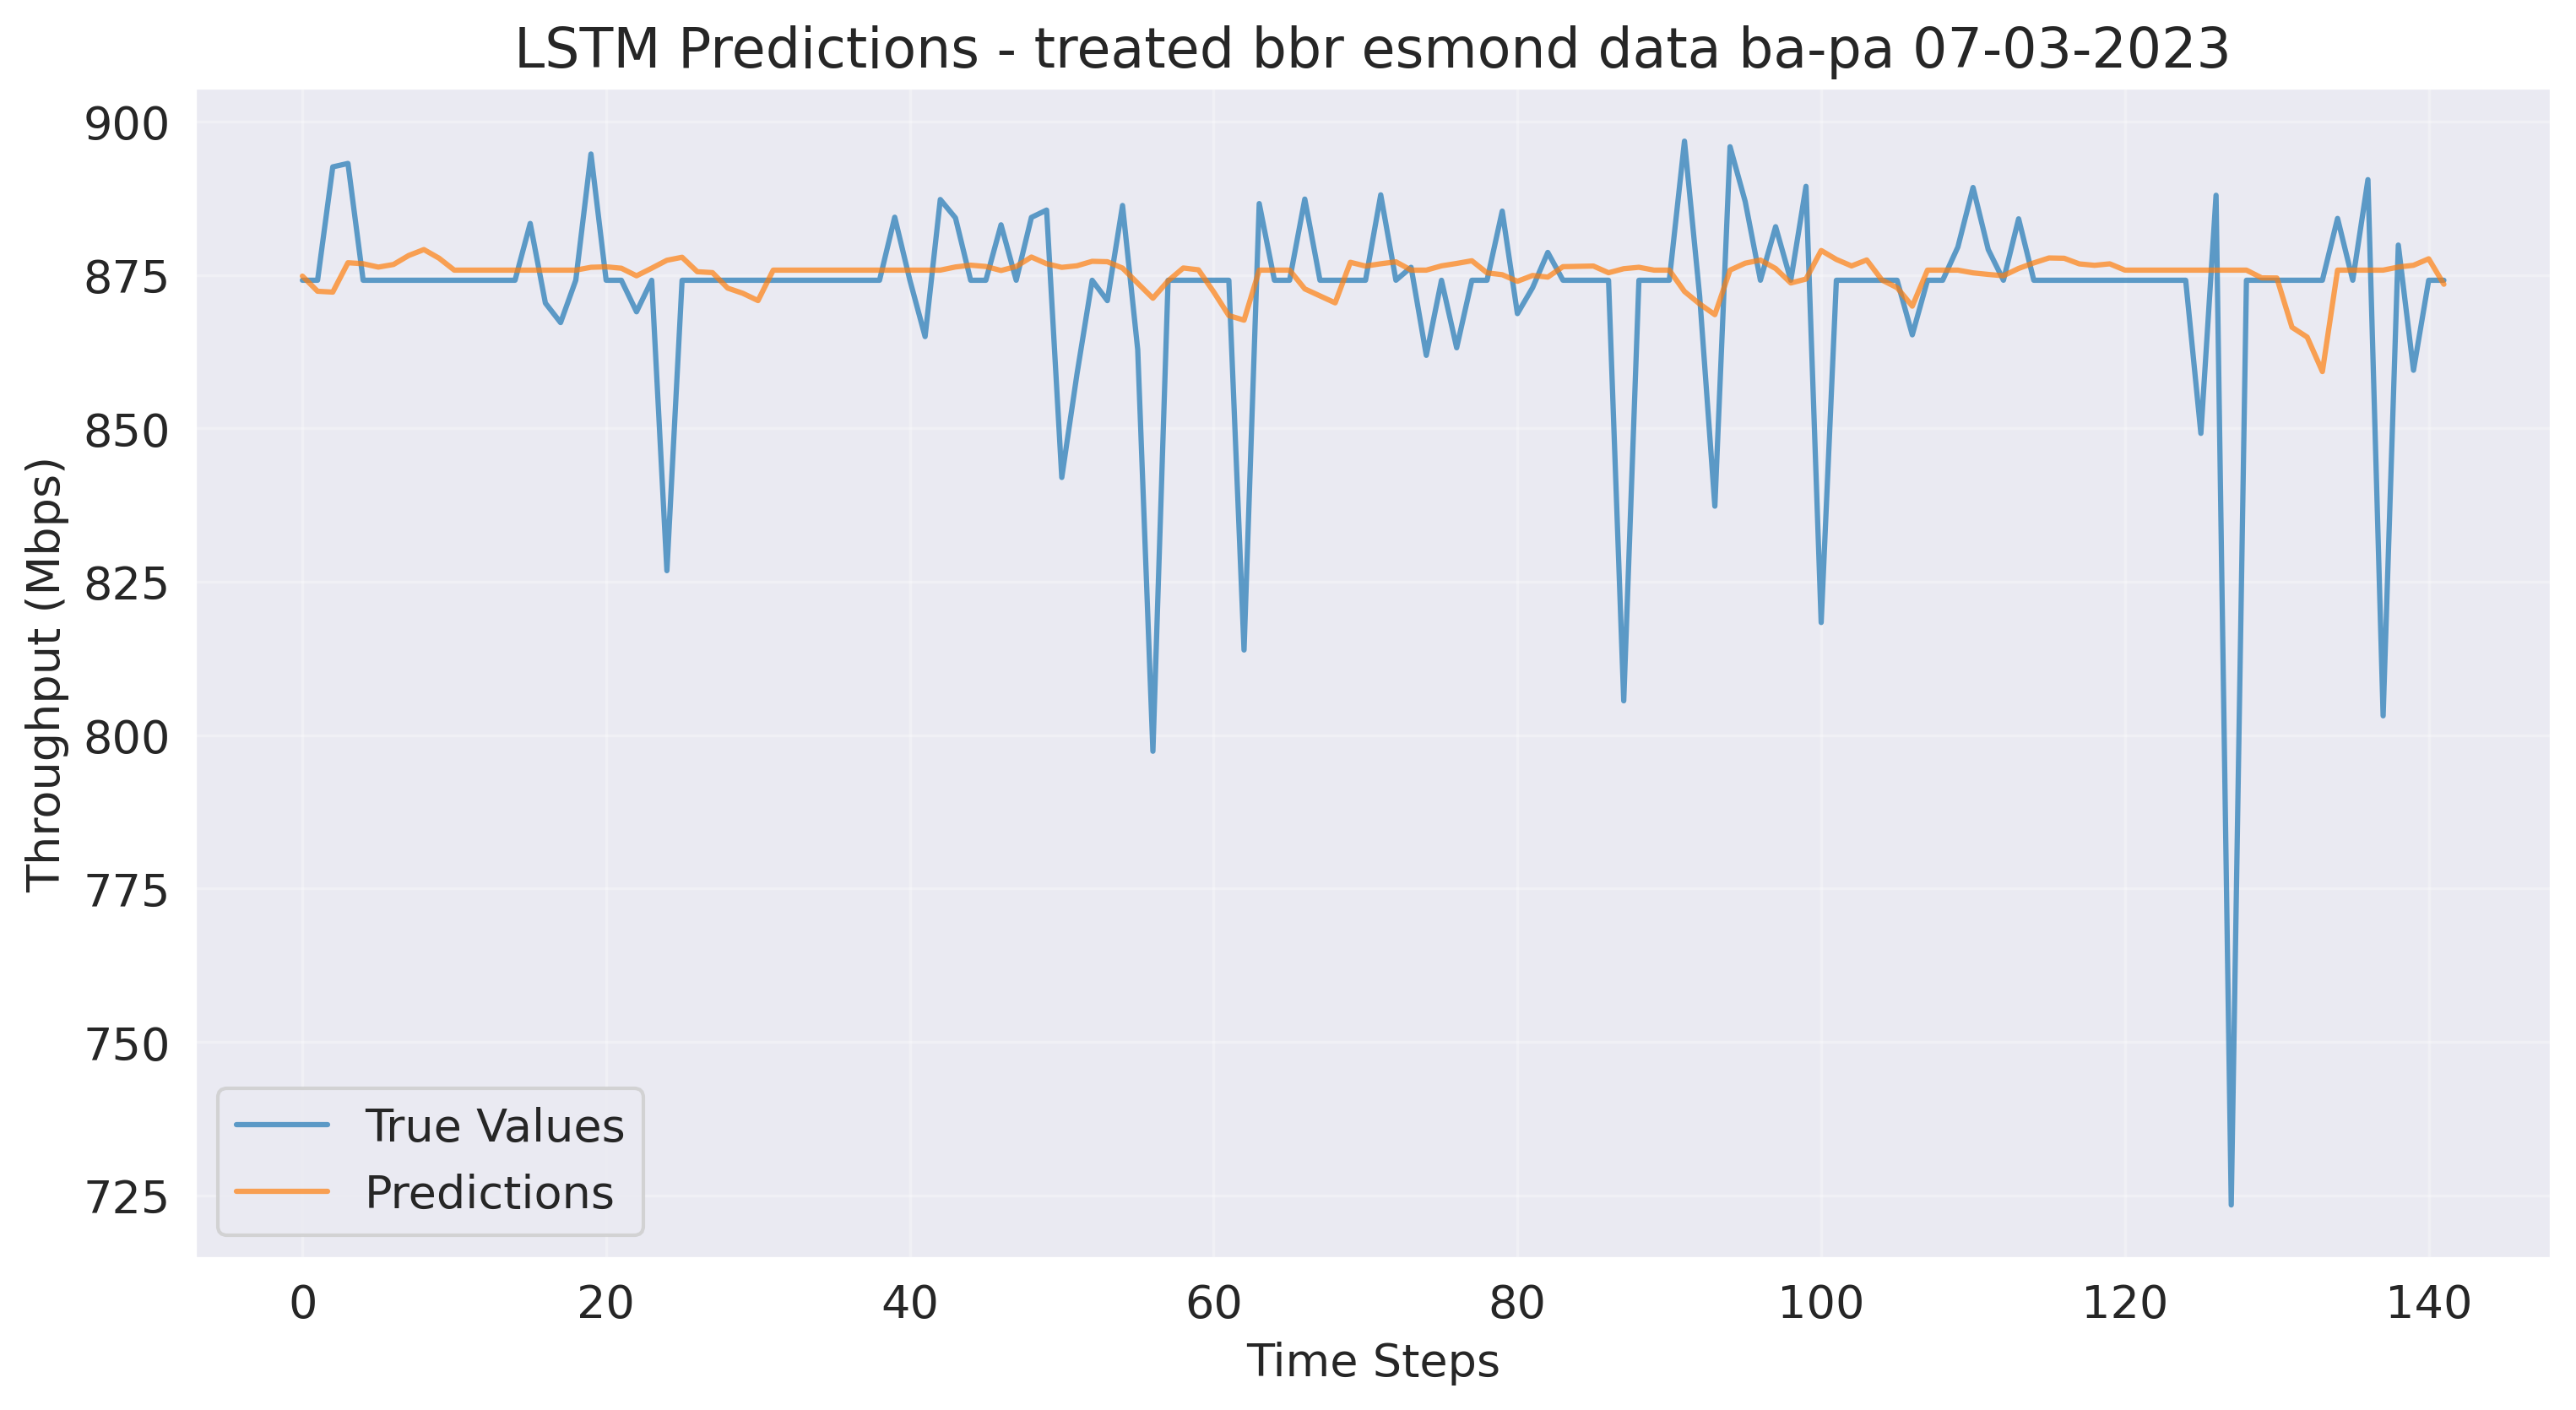 LSTM Predictions - treated bbr esmond data ba-pa 07-03-2023
Throughput (Mbps)
900
875
850
825
800
775
750
725
True Values
Predictions
0 20 40 60 80 100 120 140
Time Steps